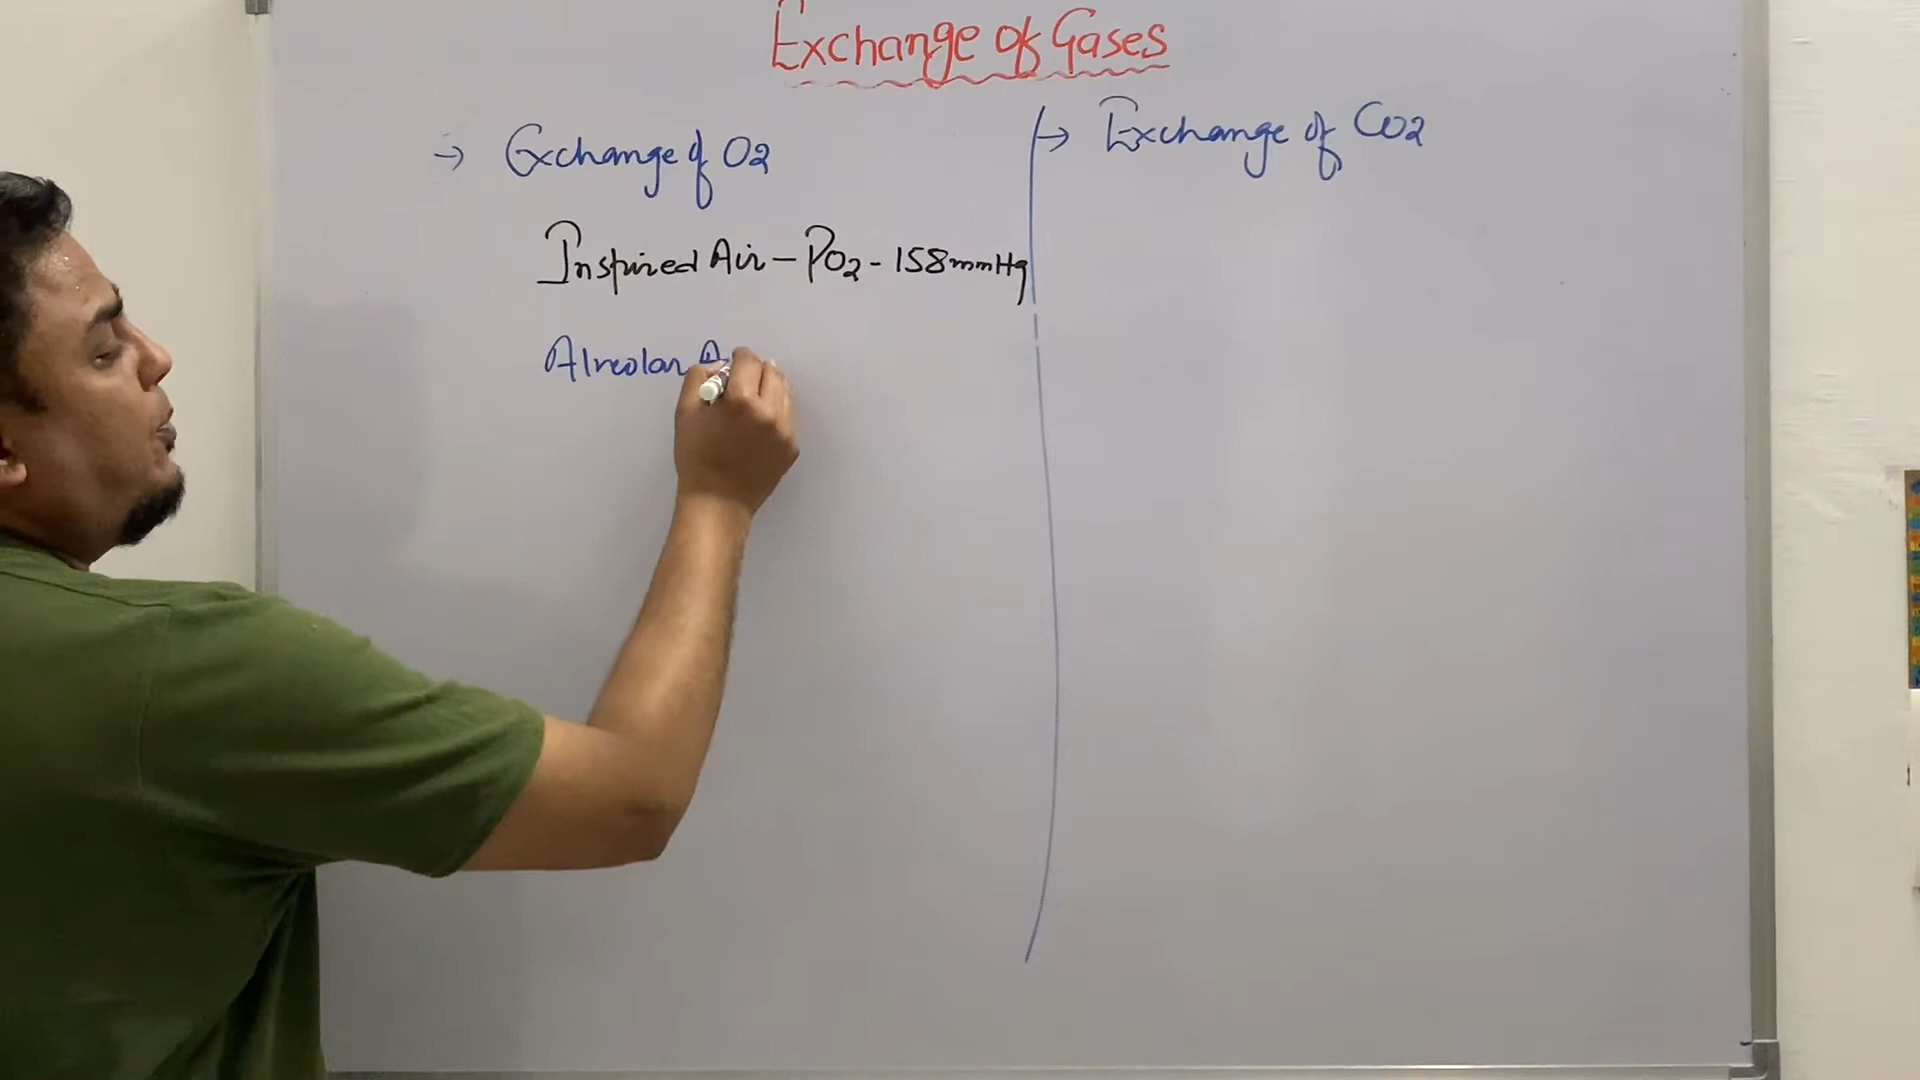 Exchange of Gases
→ Exchange of O2
Inspired Air - PO2 - 158mmHg
Alveolar A
→ Exchange of CO2